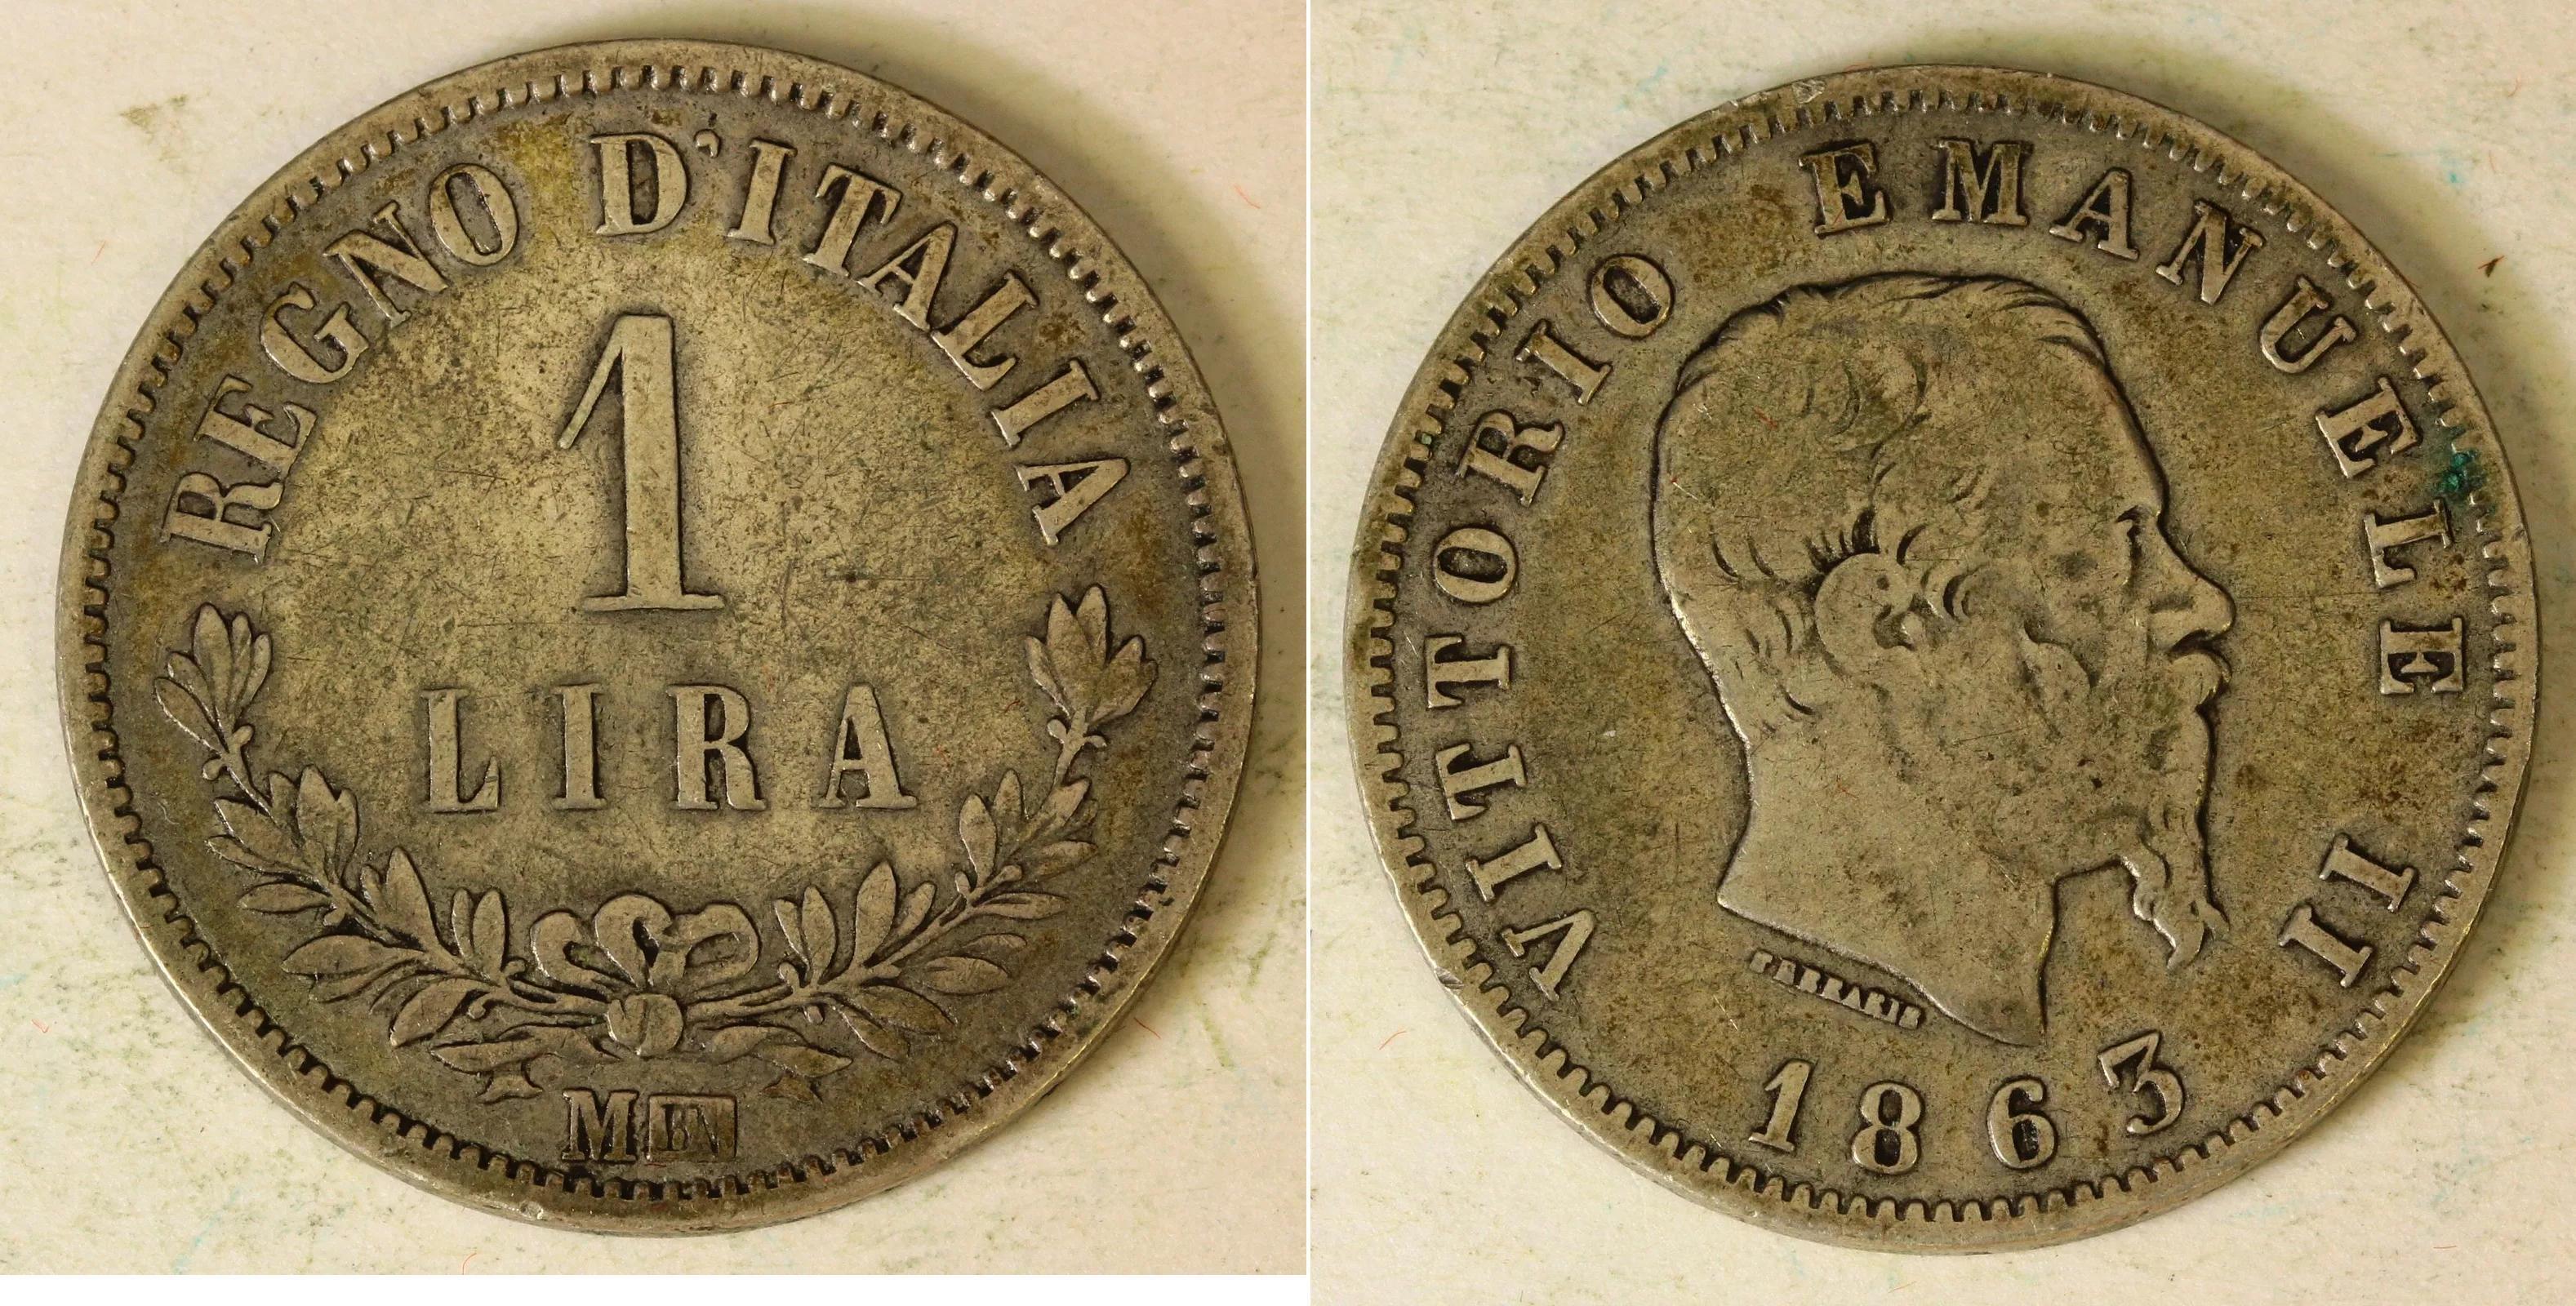 REGNO D'ITALIA
1
LIRA
M BN
VITTORIO EMANUELE II
FERRARIS
1863